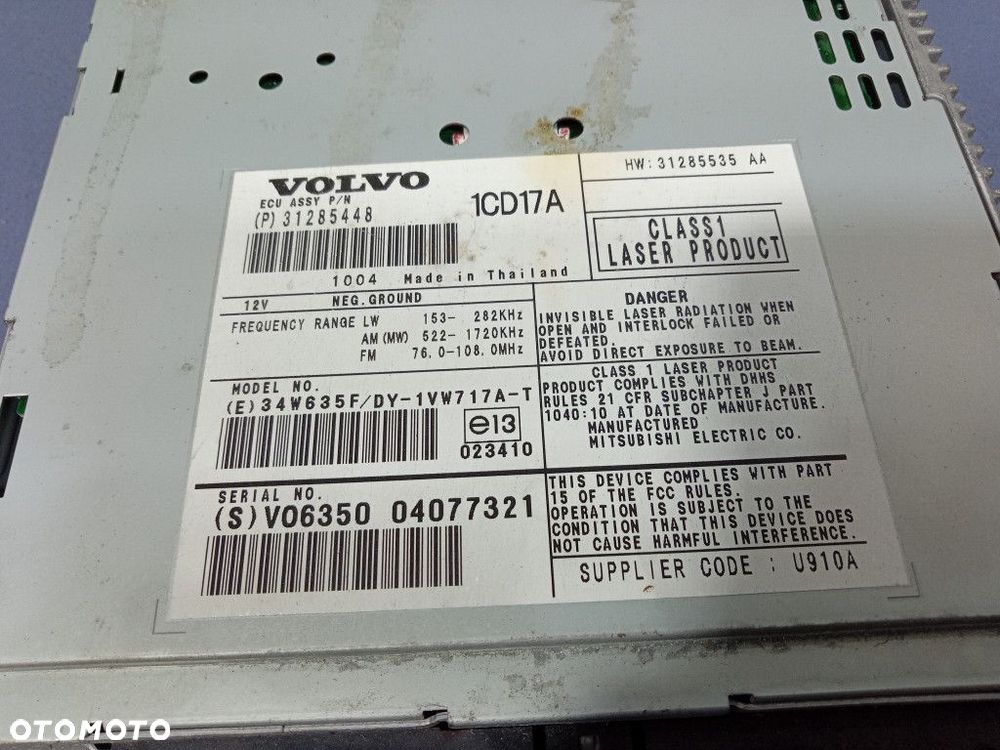 VOLVO
ECU ASSY P/N
(P) 31285448
1CD17A
1004 Made in Thailand
HW:31285535 AA
CLASS1
LASER PRODUCT
12V NEG.GROUND
FREQUENCY RANGE LW 153- 282KHz
AM (MW) 522- 1720KHz
FM 76.0-108.0MHz
MODEL NO.
(E) 34W635F/DY-1VW717A-T
e13
023410
SERIAL NO.
(S) VO6350 04077321
DANGER
INVISIBLE LASER RADIATION WHEN
OPEN AND INTERLOCK FAILED OR
DEFEATED.
AVOID DIRECT EXPOSURE TO BEAM.
CLASS 1 LASER PRODUCT
PRODUCT COMPLIES WITH DHHS
RULES 21 CFR SUBCHAPTER J PART
1040:10 AT DATE OF MANUFACTURE.
MANUFACTURED
MITSUBISHI ELECTRIC CO.
THIS DEVICE COMPLIES WITH PART
15 OF THE FCC RULES.
OPERATION IS SUBJECT TO THE
CONDITION THAT THIS DEVICE DOES
NOT CAUSE HARMFUL INTERFERENCE.
SUPPLIER CODE : U910A
OTOMOTO